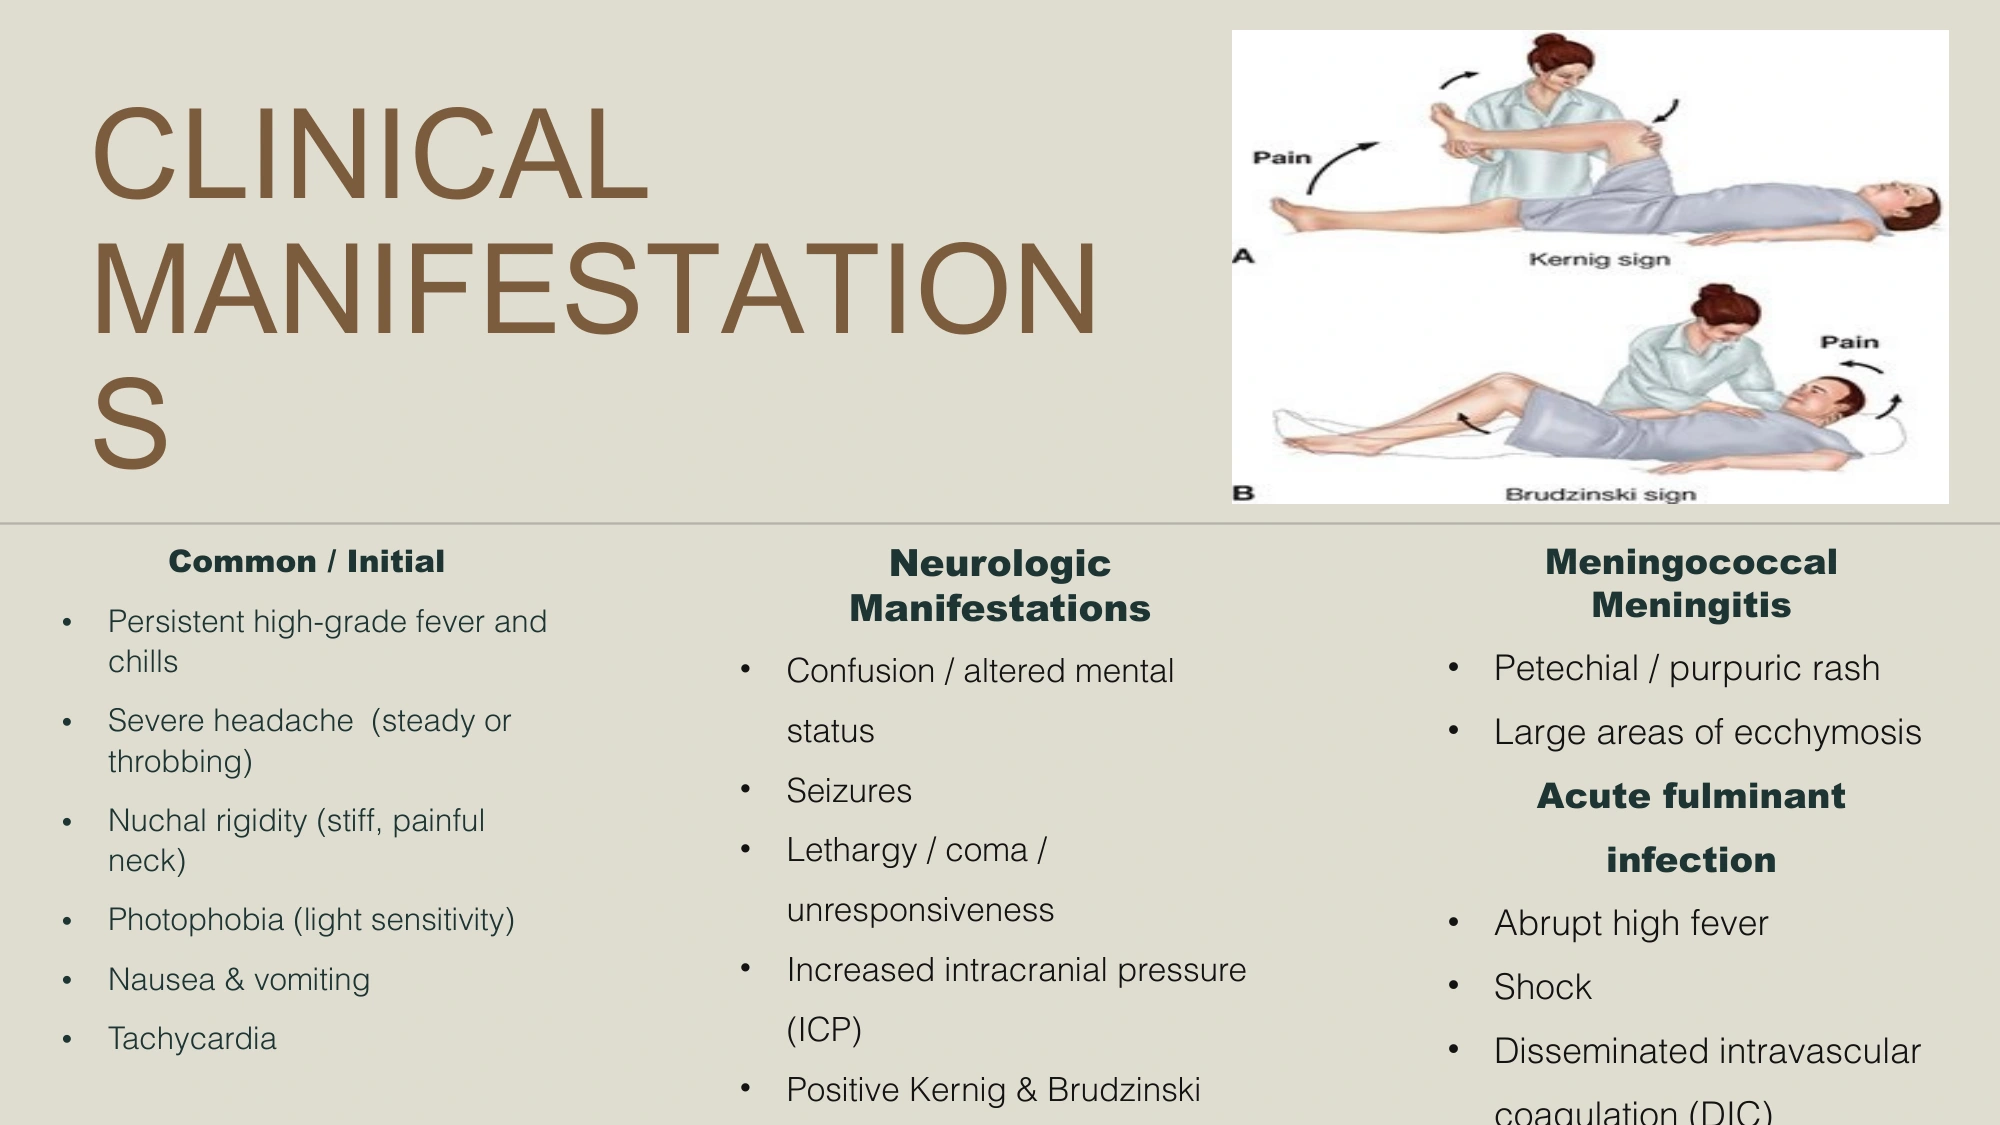 CLINICAL
MANIFESTATION
S
Pain
A
Kernig sign
Pain
B
Brudzinski sign
Common / Initial
• Persistent high-grade fever and
chills
• Severe headache  (steady or
throbbing)
• Nuchal rigidity (stiff, painful
neck)
• Photophobia (light sensitivity)
• Nausea & vomiting
• Tachycardia
Neurologic
Manifestations
• Confusion / altered mental
status
• Seizures
• Lethargy / coma /
unresponsiveness
• Increased intracranial pressure
(ICP)
• Positive Kernig & Brudzinski
Meningococcal
Meningitis
• Petechial / purpuric rash
• Large areas of ecchymosis
Acute fulminant
infection
• Abrupt high fever
• Shock
• Disseminated intravascular
coagulation (DIC)